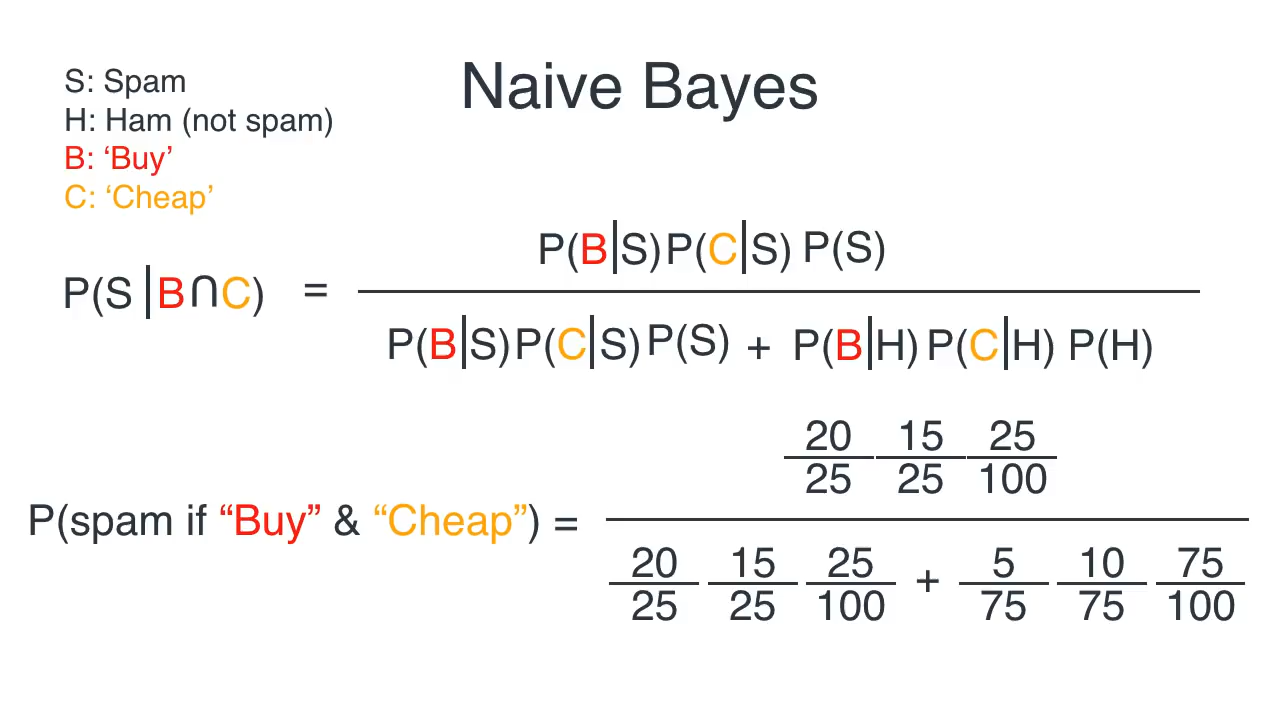 Naive Bayes
S: Spam
H: Ham (not spam)
B: ‘Buy’
C: ‘Cheap’
P(S|B∩C) = P(B|S)P(C|S)P(S)
P(B|S)P(C|S)P(S) + P(B|H)P(C|H)P(H)
20 15 25
25 25 100
P(spam if “Buy” & “Cheap”) =
20 15 25 + 5 10 75
25 25 100 75 75 100